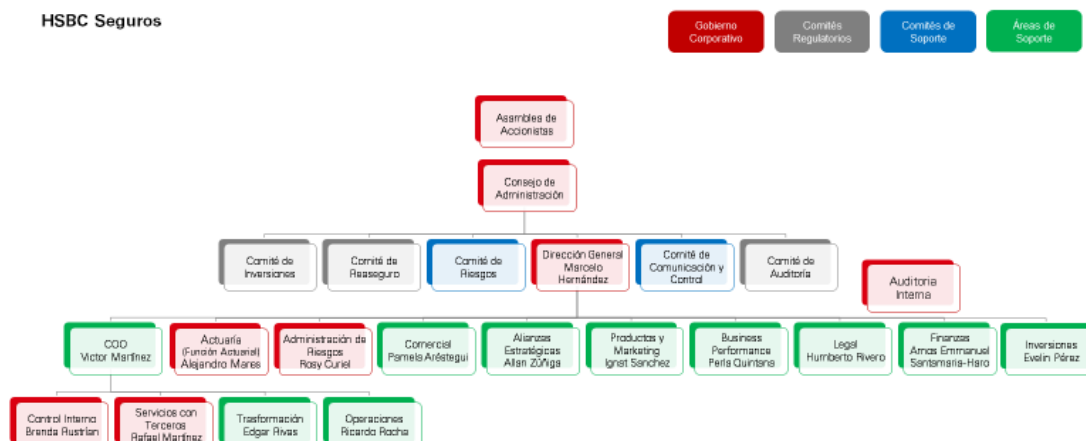 HSBC Seguros
Gobierno
Corporativo
Comités
Regulatorios
Comités de
Soporte
Áreas de
Soporte
Asamblea de
Accionistas
Consejo de
Administración
Comité de
Inversiones
Comité de
Reaseguro
Comité de
Riesgos
Dirección General
Marcelo
Hernández
Comité de
Comunicación y
Control
Comité de
Auditoría
Auditoria
Interna
COO
Victor Martínez
Actuaría
(Función Actuarial)
Alejandro Mares
Administración de
Riesgos
Rosy Curiel
Comercial
Pamela Aréstegui
Alianzas
Estratégicas
Allan Zúñiga
Productos y
Marketing
Ignat Sanchez
Business
Performance
Perla Quintana
Legal
Humberto Rivero
Finanzas
Arnas Emmanuel
Santamaria-Haro
Inversiones
Evelin Pérez
Control Interno
Brenda Austrian
Servicios con
Terceros
Rafael Martínez
Trasformación
Edgar Rivas
Operaciones
Ricardo Rocha